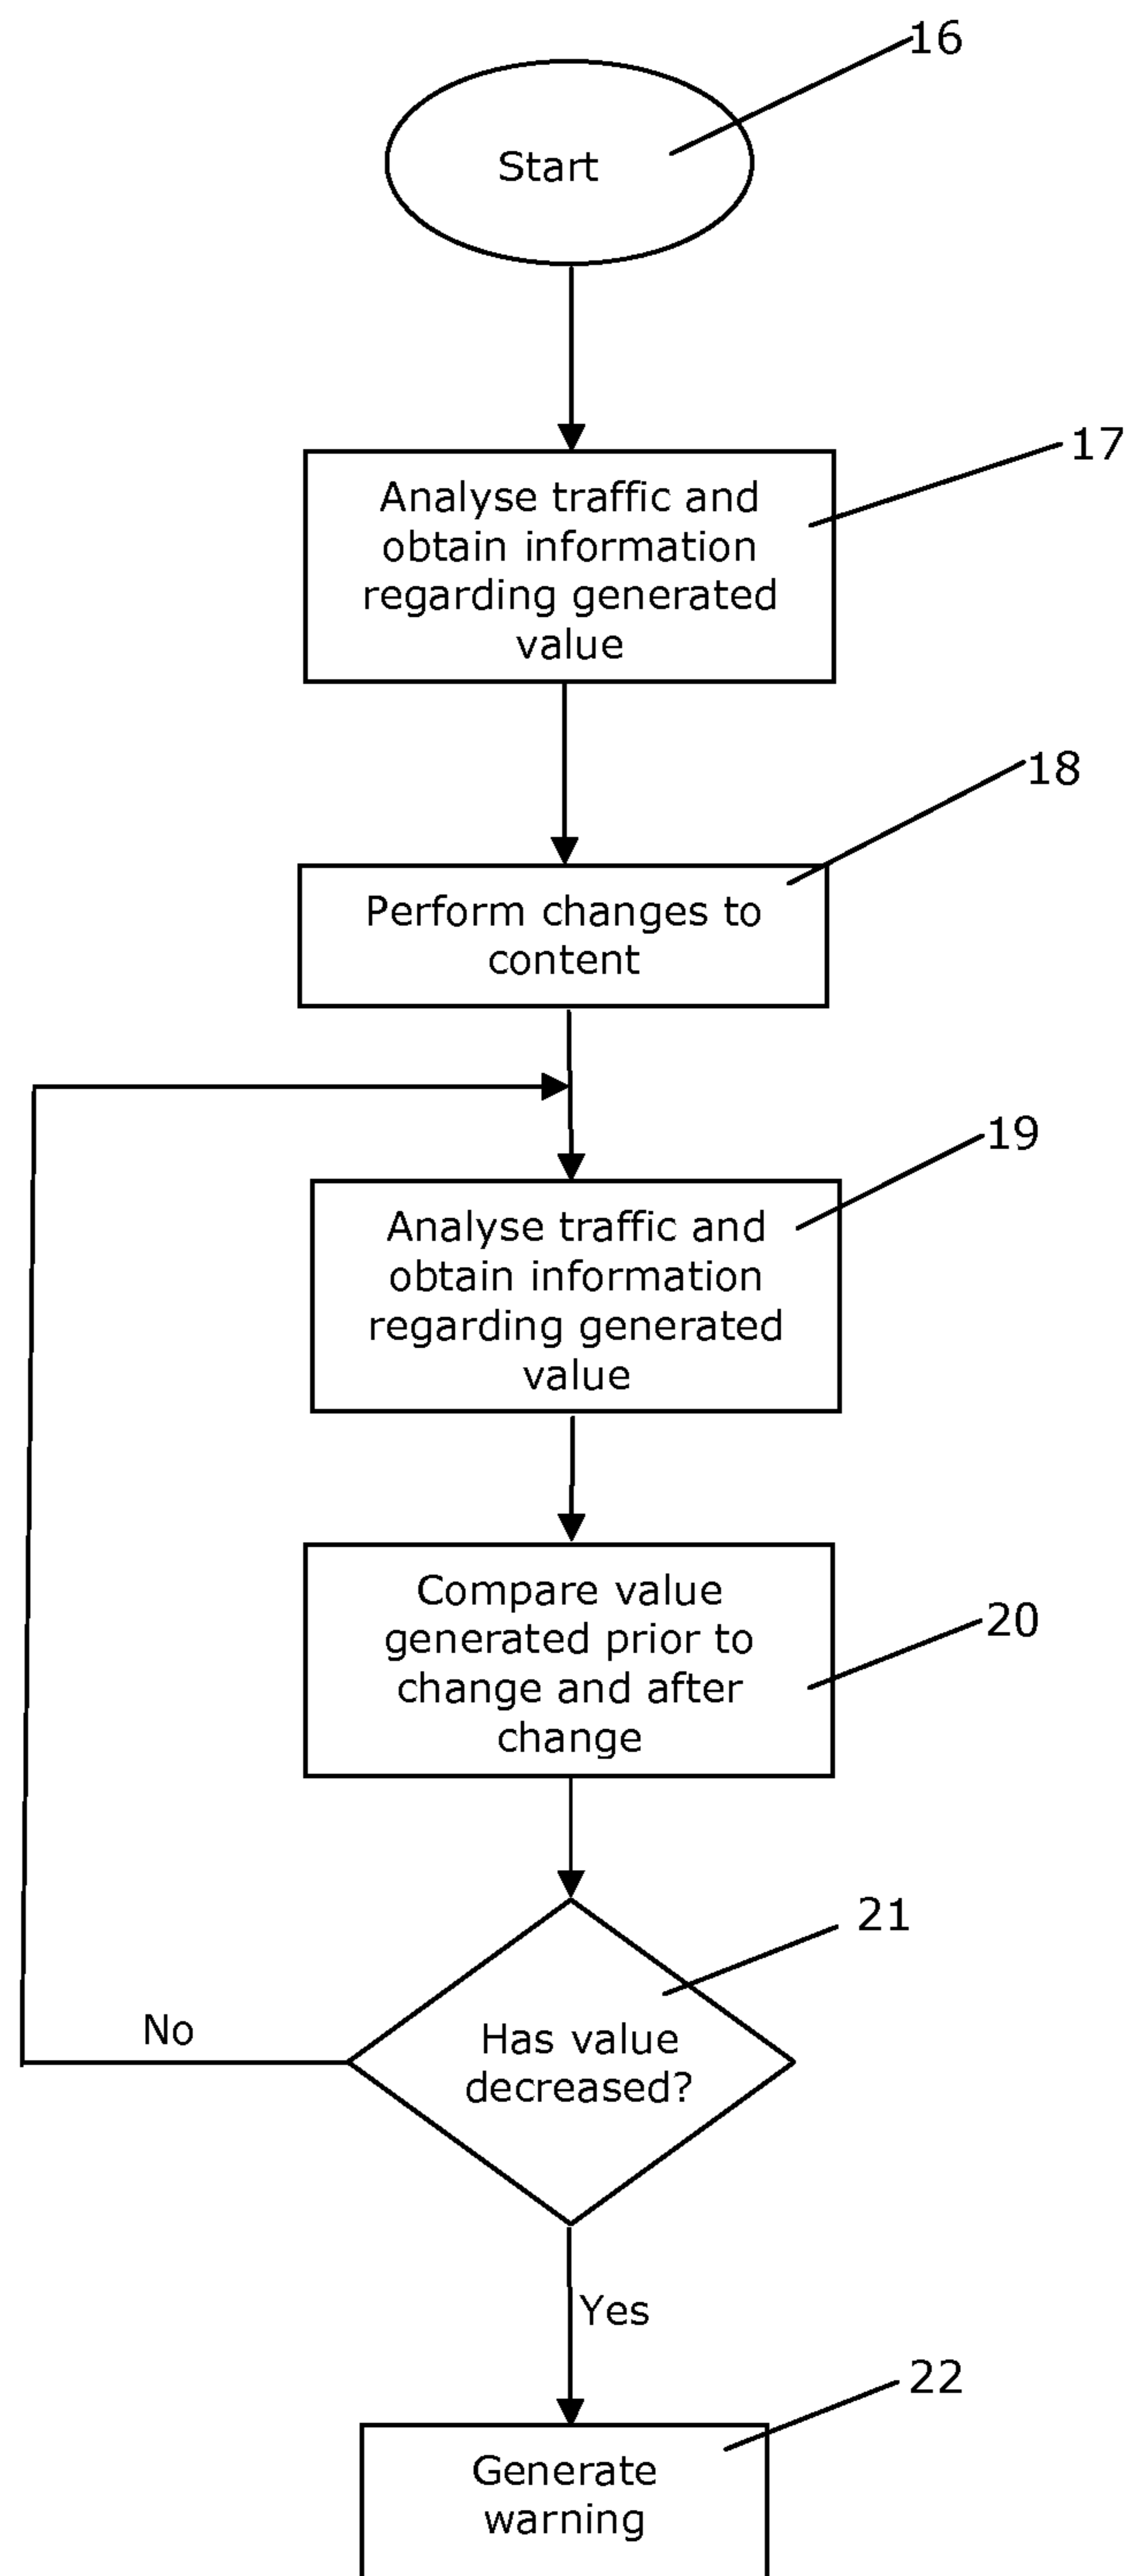 16
Start
17
Analyse traffic and
obtain information
regarding generated
value
18
Perform changes to
content
19
Analyse traffic and
obtain information
regarding generated
value
Compare value
generated prior to
change and after
change
20
21
Has value
decreased?
No
Yes
22
Generate
warning